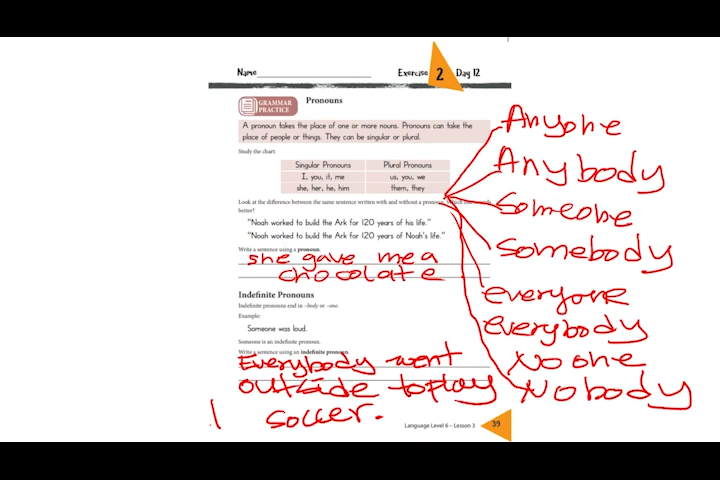 Name
Exercise 2 Day 12
GRAMMAR PRACTICE
Pronouns
A pronoun takes the place of one or more nouns. Pronouns can take the
place of people or things. They can be singular or plural.
Study the chart:
Singular Pronouns Plural Pronouns
I, you, it, me us, you, we
she, her, he, him them, they
Look at the difference between the same sentence written with and without a pronoun. Which
better?
"Noah worked to build the Ark for 120 years of his life."
"Noah worked to build the Ark for 120 years of Noah's life."
Write a sentence using a pronoun.
she gave me a
chocolate
Indefinite Pronouns
Indefinite pronouns end in -body or -one.
Example:
Someone was loud.
Someone is an indefinite pronoun.
Write a sentence using an indefinite pronoun.
Everybody went
outside to play
soccer.
Anyone
Anybody
Someone
Somebody
everyone
everybody
No one
Nobody
Language Level 6 – Lesson 3 39